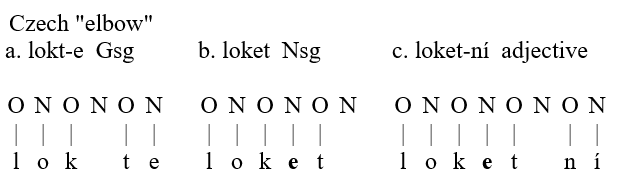 Czech "elbow"
a. lokt-e Gsg b. loket Nsg c. loket-ní adjective
O N O N O N O N O N O N O N O N O N O N
| | | | | | | | | | | | | | | | | |
l o k t e l o k e t l o k e t n í